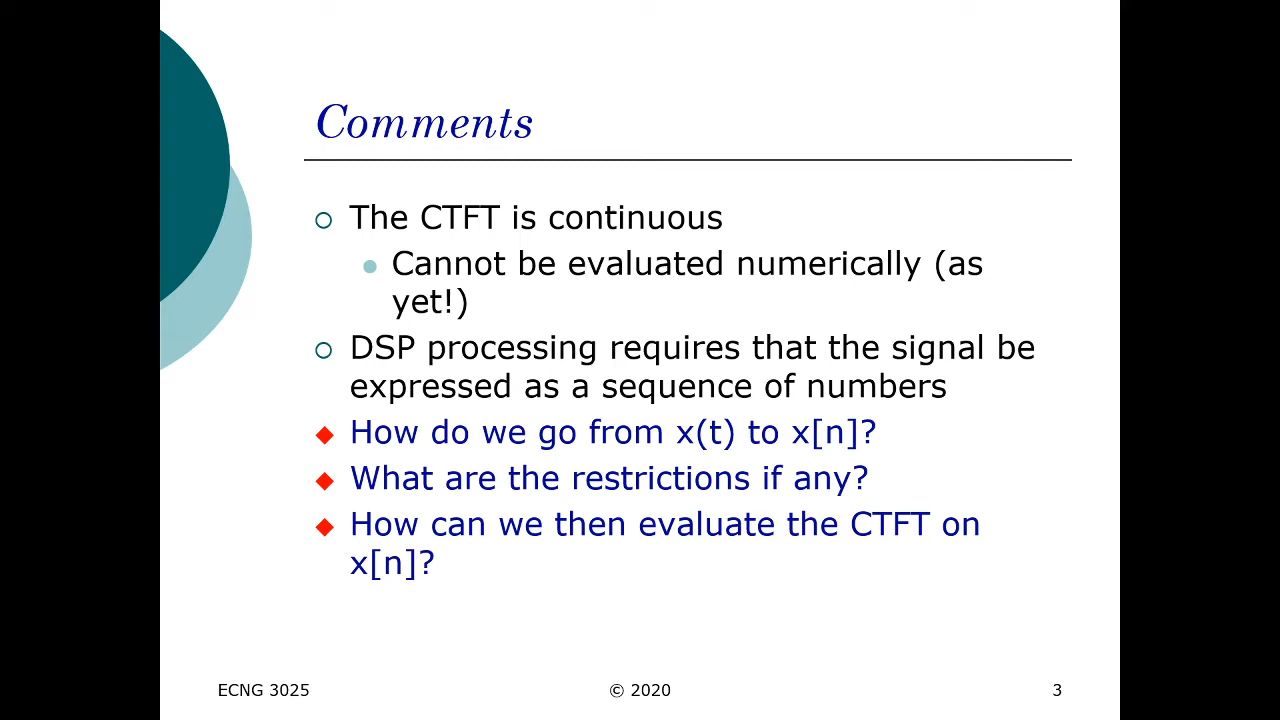 Comments
The CTFT is continuous
Cannot be evaluated numerically (as
yet!)
DSP processing requires that the signal be
expressed as a sequence of numbers
How do we go from x(t) to x[n]?
What are the restrictions if any?
How can we then evaluate the CTFT on
x[n]?
ECNG 3025
© 2020
3